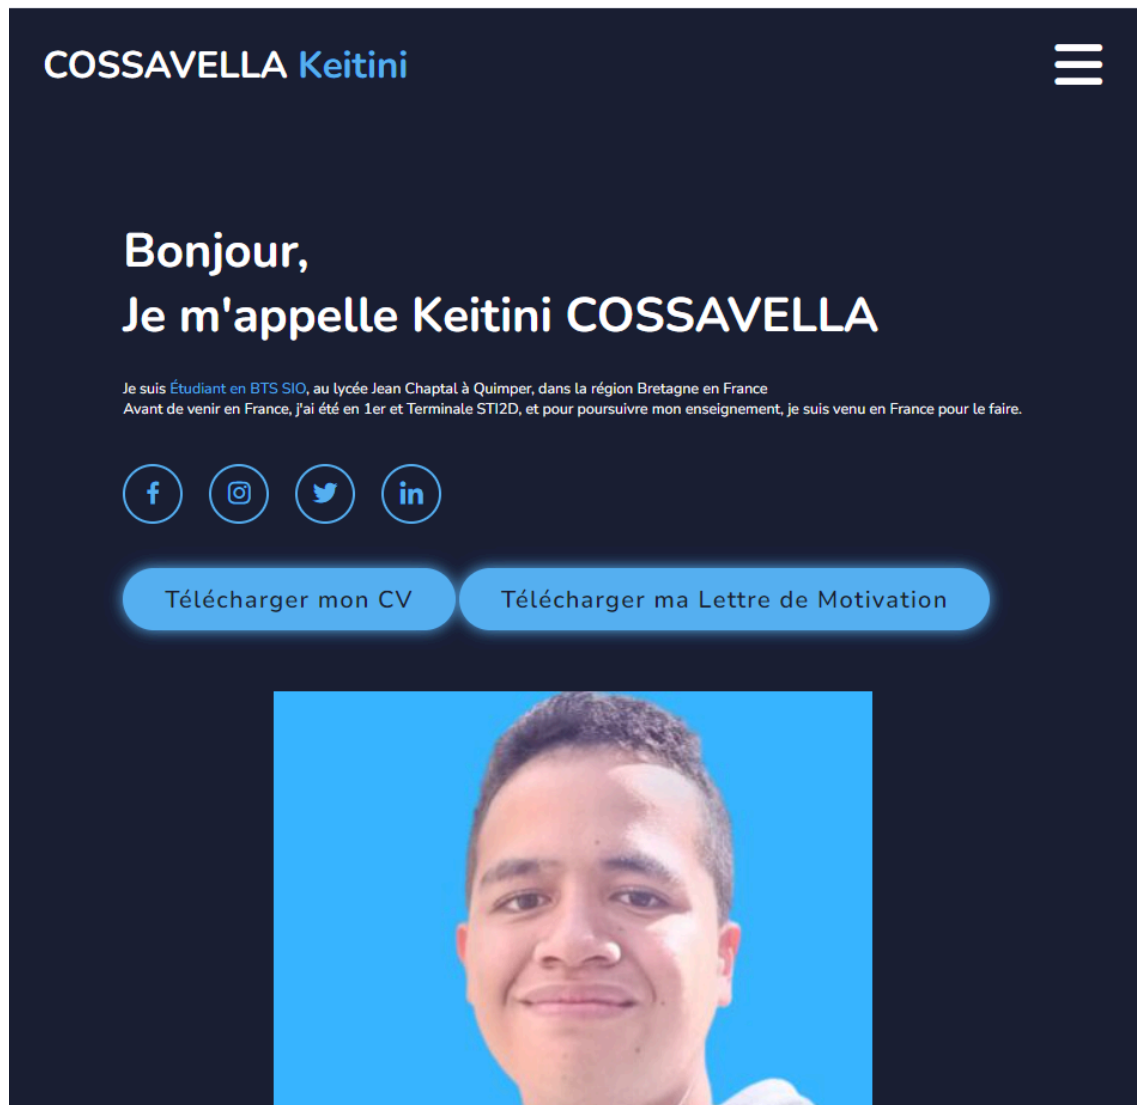 COSSAVELLA Keitini
Bonjour,
Je m'appelle Keitini COSSAVELLA
Je suis Étudiant en BTS SIO, au lycée Jean Chaptal à Quimper, dans la région Bretagne en France
Avant de venir en France, j'ai été en 1er et Terminale STI2D, et pour poursuivre mon enseignement, je suis venu en France pour le faire.
Télécharger mon CV Télécharger ma Lettre de Motivation